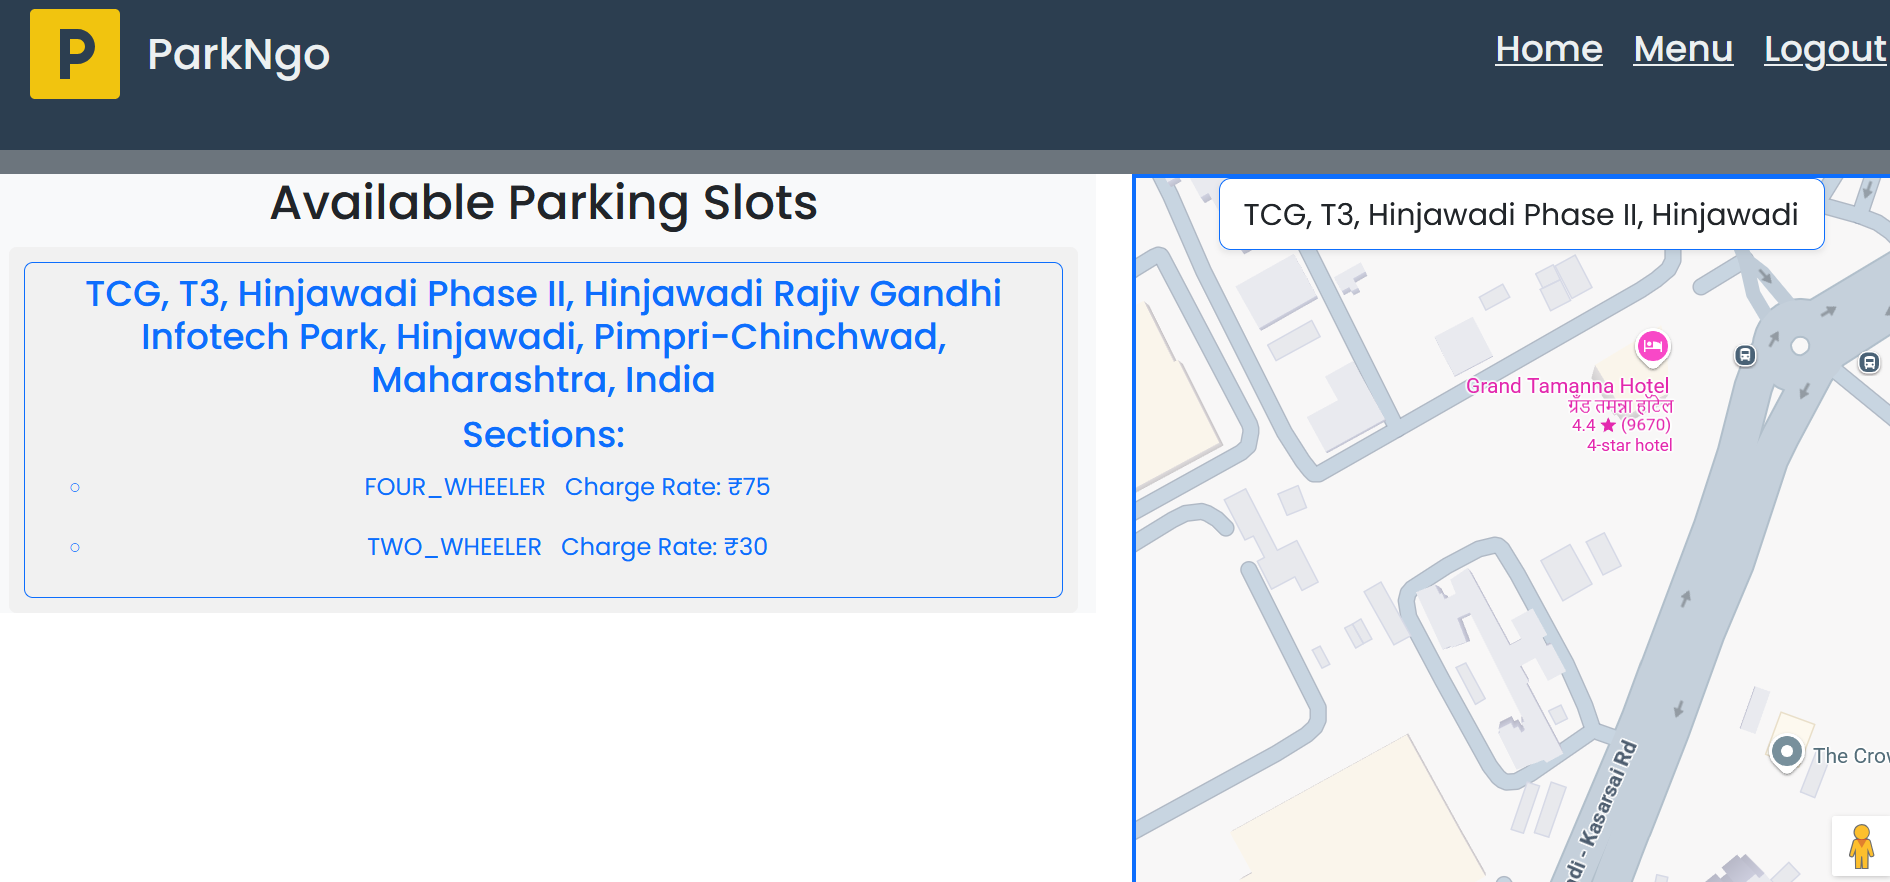 P ParkNgo
Home Menu Logout
Available Parking Slots
TCG, T3, Hinjawadi Phase II, Hinjawadi Rajiv Gandhi
Infotech Park, Hinjawadi, Pimpri-Chinchwad,
Maharashtra, India
Sections:
FOUR_WHEELER Charge Rate: ₹75
TWO_WHEELER Charge Rate: ₹30
TCG, T3, Hinjawadi Phase II, Hinjawadi
Grand Tamanna Hotel
ग्रँड तमन्ना हॉटेल
4.4 ★ (9670)
4-star hotel
The Crow
di - Kasarsai Rd